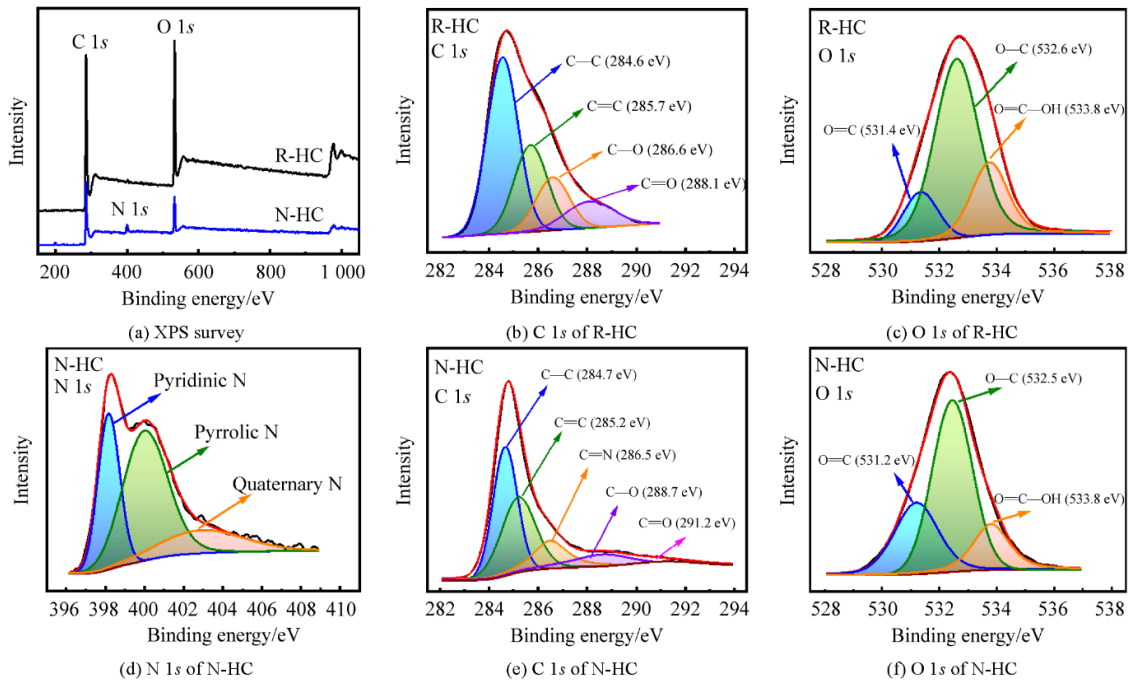 C 1s
O 1s
R-HC
N 1s
N-HC
Intensity
200
400
600
800
1 000
Binding energy/eV
(a) XPS survey
R-HC
C 1s
C—C (284.6 eV)
C=C (285.7 eV)
C—O (286.6 eV)
C=O (288.1 eV)
Intensity
282
284
286
288
290
292
294
Binding energy/eV
(b) C 1s of R-HC
R-HC
O 1s
O—C (532.6 eV)
O=C—OH (533.8 eV)
O=C (531.4 eV)
Intensity
528
530
532
534
536
538
Binding energy/eV
(c) O 1s of R-HC
N-HC
N 1s
Pyridinic N
Pyrrolic N
Quaternary N
Intensity
396
398
400
402
404
406
408
410
Binding energy/eV
(d) N 1s of N-HC
N-HC
C 1s
C—C (284.7 eV)
C=C (285.2 eV)
C=N (286.5 eV)
C—O (288.7 eV)
C=O (291.2 eV)
Intensity
282
284
286
288
290
292
294
Binding energy/eV
(e) C 1s of N-HC
N-HC
O 1s
O—C (532.5 eV)
O=C (531.2 eV)
O=C—OH (533.8 eV)
Intensity
528
530
532
534
536
538
Binding energy/eV
(f) O 1s of N-HC